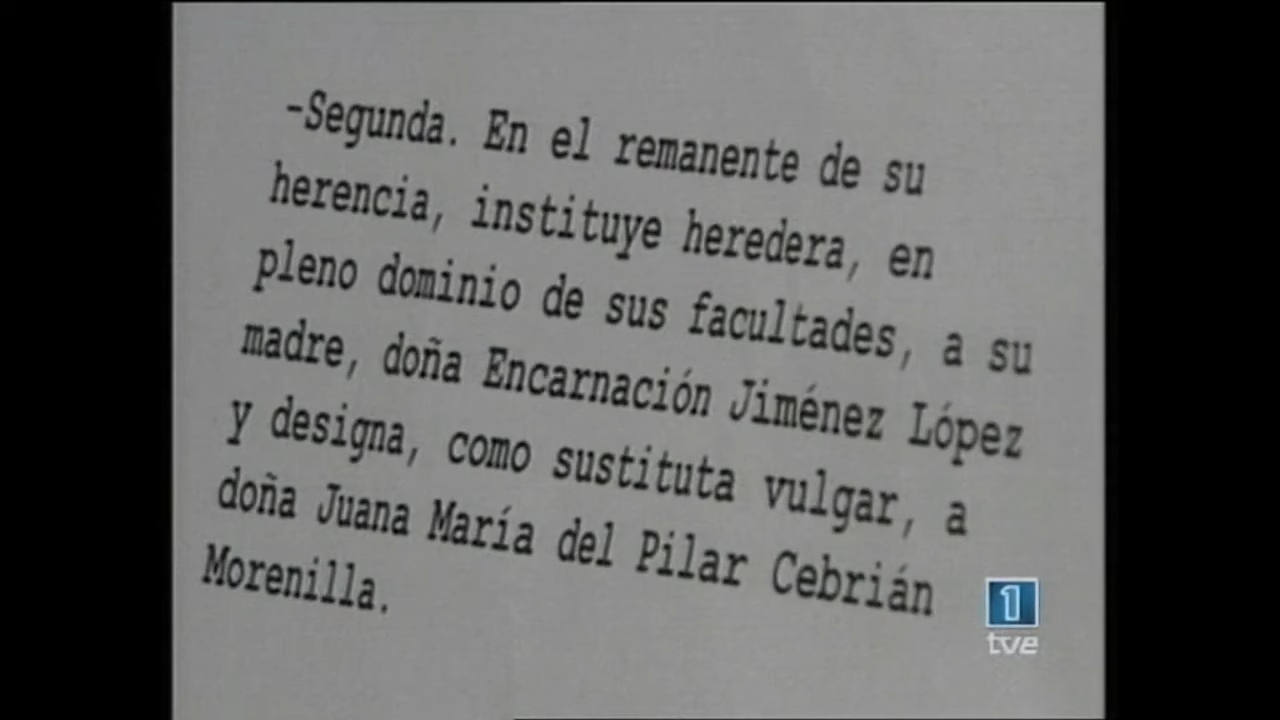 -Segunda. En el remanente de su
herencia, instituye heredera, en
pleno dominio de sus facultades, a su
madre, doña Encarnación Jiménez López
y designa, como sustituta vulgar, a
doña Juana María del Pilar Cebrián
Morenilla.
1
tve